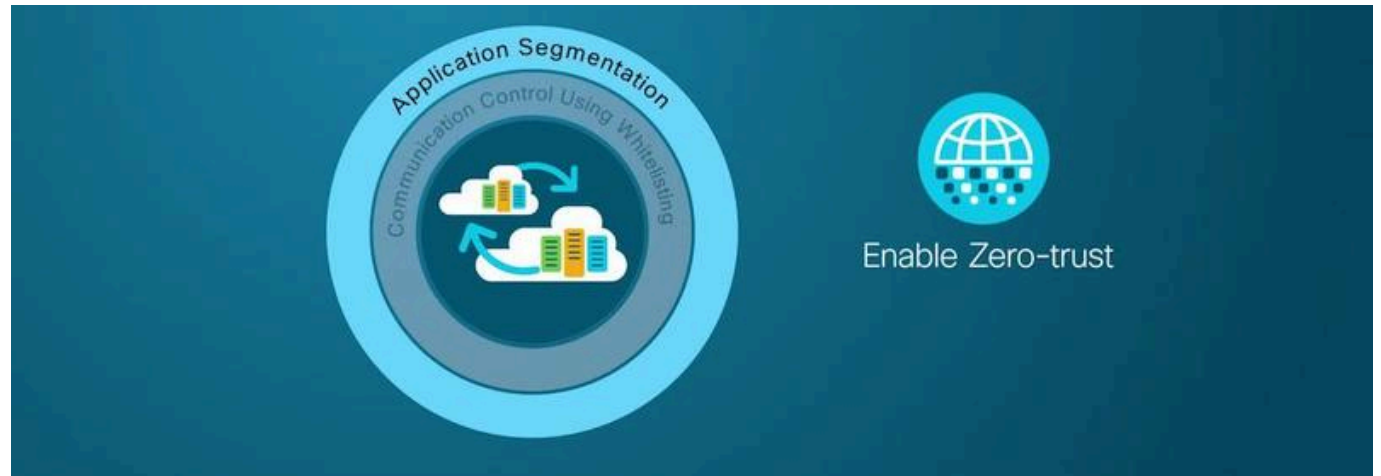 Application Segmentation
Communication Control Using Whitelisting
Enable Zero-trust